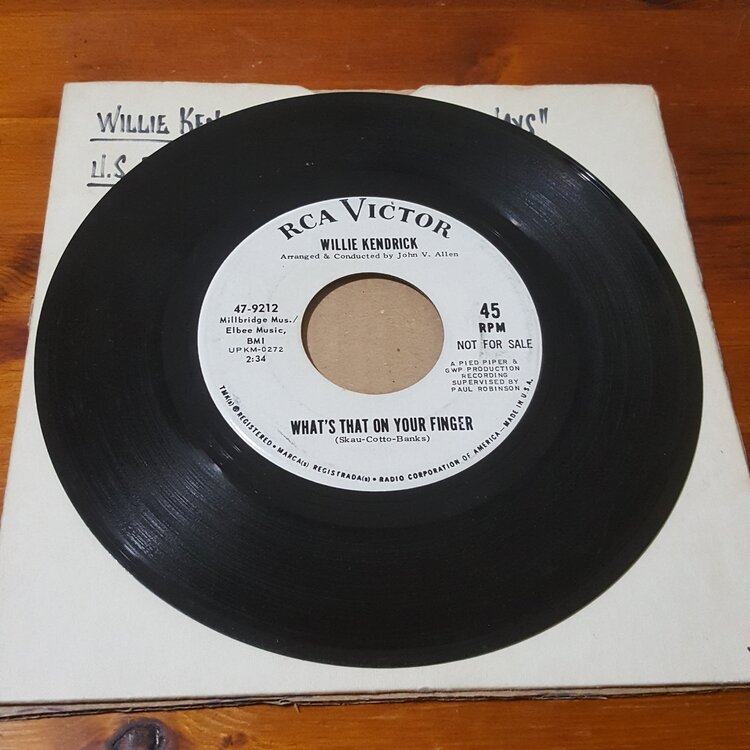 WILLIE AYS"
U.S.
RCA VICTOR
WILLIE KENDRICK
Arranged & Conducted by John V. Allen
47-9212
Millbridge Mus./
Elbee Music,
BMI
UPKM-0272
2:34
45
RPM
NOT FOR SALE
A PIED PIPER &
GWP PRODUCTION
RECORDING
SUPERVISED BY
PAUL ROBINSON
WHAT'S THAT ON YOUR FINGER
(Skau-Cotto-Banks)
TMK(s) ® REGISTERED • MARCA(s) REGISTRADA(s) • RADIO CORPORATION OF AMERICA — MADE IN U.S.A.